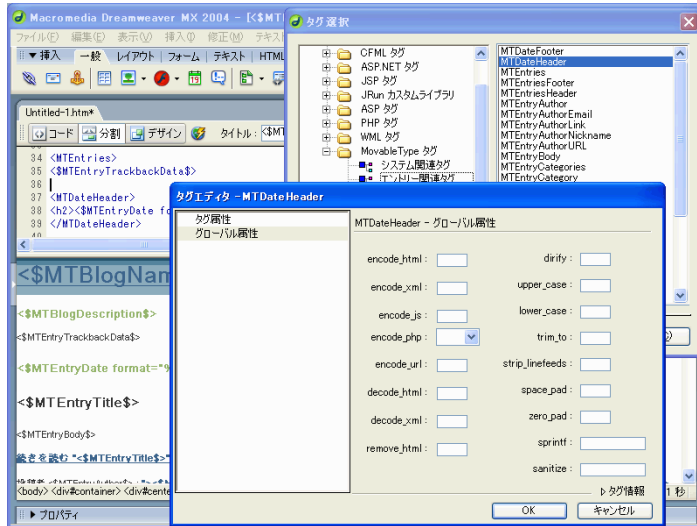 Macromedia Dreamweaver MX 2004 - [<$MT
ファイル(F) 編集(E) 表示(V) 挿入(I) 修正(M) テキス
▼挿入 一般 レイアウト フォーム テキスト HTML
Untitled-1.htm*
コード 分割 デザイン タイトル: <$MT
34 <MTEntries>
35 <$MTEntryTrackbackData$>
36
37 <MTDateHeader>
38 <h2><$MTEntryDate fo
39 </MTDateHeader>
40
<$MTBlogNam
<$MTBlogDescription$>
<$MTEntryTrackbackData$>
<$MTEntryDate format="%
<$MTEntryTitle$>
<$MTEntryBody$>
続きを読む "<$MTEntryTitle$>"
<body> <div#container> <div#cente
1 秒
▶ プロパティ
タグ選択
CFML タグ
ASP.NET タグ
JSP タグ
JRun カスタムライブラリ
ASP タグ
PHP タグ
WML タグ
MovableType タグ
システム関連タグ
エントリー関連タグ
MTDateFooter
MTDateHeader
MTEntries
MTEntriesFooter
MTEntriesHeader
MTEntryAuthor
MTEntryAuthorEmail
MTEntryAuthorLink
MTEntryAuthorNickname
MTEntryAuthorURL
MTEntryBody
MTEntryCategories
MTEntryCategory
タグエディタ - MTDateHeader
タグ属性
グローバル属性
MTDateHeader - グローバル属性
encode_html : dirify :
encode_xml : upper_case :
encode_js : lower_case :
encode_php : trim_to :
encode_url : strip_linefeeds :
decode_html : space_pad :
decode_xml : zero_pad :
remove_html : sprintf :
sanitize :
タグ情報
OK キャンセル